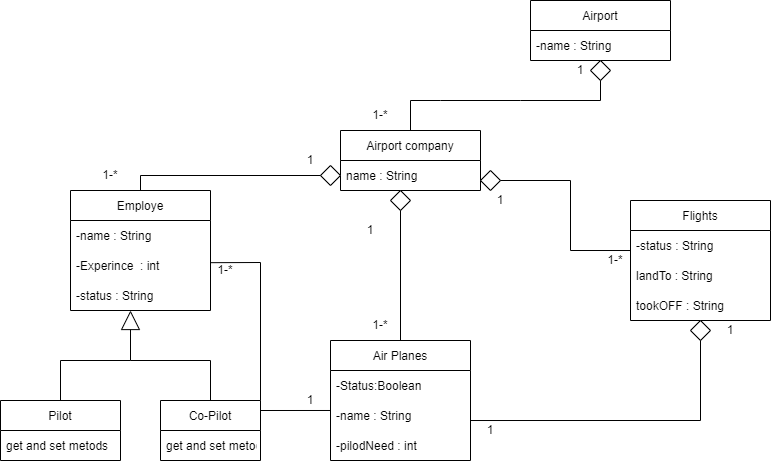 Airport
-name : String
1
1-*
Airport company
name : String
1
1-*
1
1
Employe
-name : String
-Experince  : int
-status : String
Flights
-status : String
landTo : String
tookOFF : String
1-*
1-*
1-*
1
Air Planes
-Status:Boolean
-name : String
-pilodNeed : int
1
1
Pilot
get and set metods
Co-Pilot
get and set meto